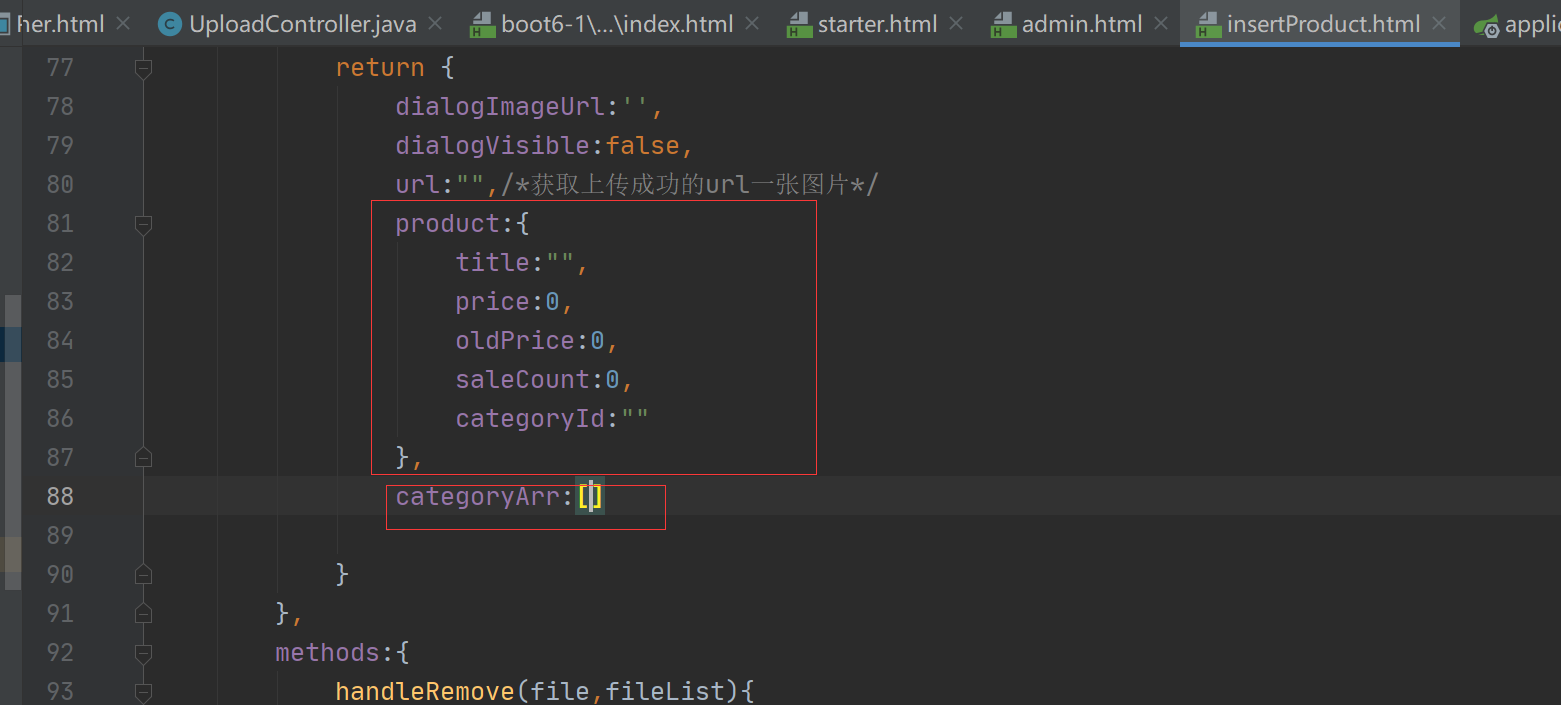 her.html × UploadController.java × boot6-1\...\index.html × starter.html × admin.html × insertProduct.html × applic
77 return {
78 dialogImageUrl:'',
79 dialogVisible:false,
80 url:"",/*获取上传成功的url一张图片*/
81 product:{
82 title:"",
83 price:0,
84 oldPrice:0,
85 saleCount:0,
86 categoryId:""
87 },
88 categoryArr:[]
89
90 }
91 },
92 methods:{
93 handleRemove(file,fileList){